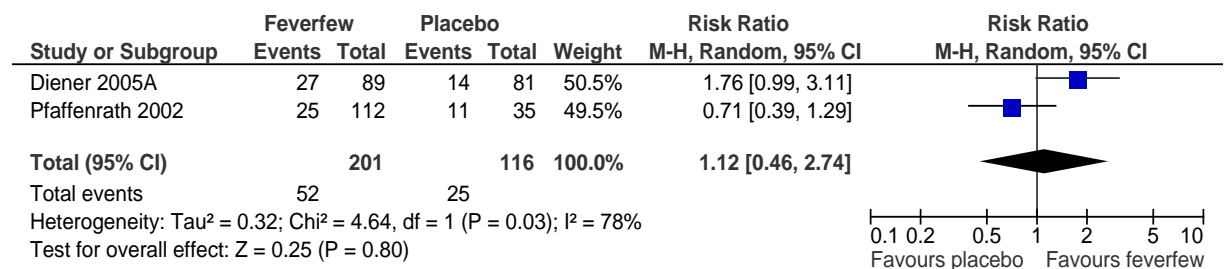 Feverfew Placebo Risk Ratio Risk Ratio
Study or Subgroup Events Total Events Total Weight M-H, Random, 95% CI M-H, Random, 95% CI
Diener 2005A 27 89 14 81 50.5% 1.76 [0.99, 3.11]
Pfaffenrath 2002 25 112 11 35 49.5% 0.71 [0.39, 1.29]
Total (95% CI) 201 116 100.0% 1.12 [0.46, 2.74]
Total events 52 25
Heterogeneity: Tau² = 0.32; Chi² = 4.64, df = 1 (P = 0.03); I² = 78%
Test for overall effect: Z = 0.25 (P = 0.80)
0.1 0.2 0.5 1 2 5 10
Favours placebo Favours feverfew